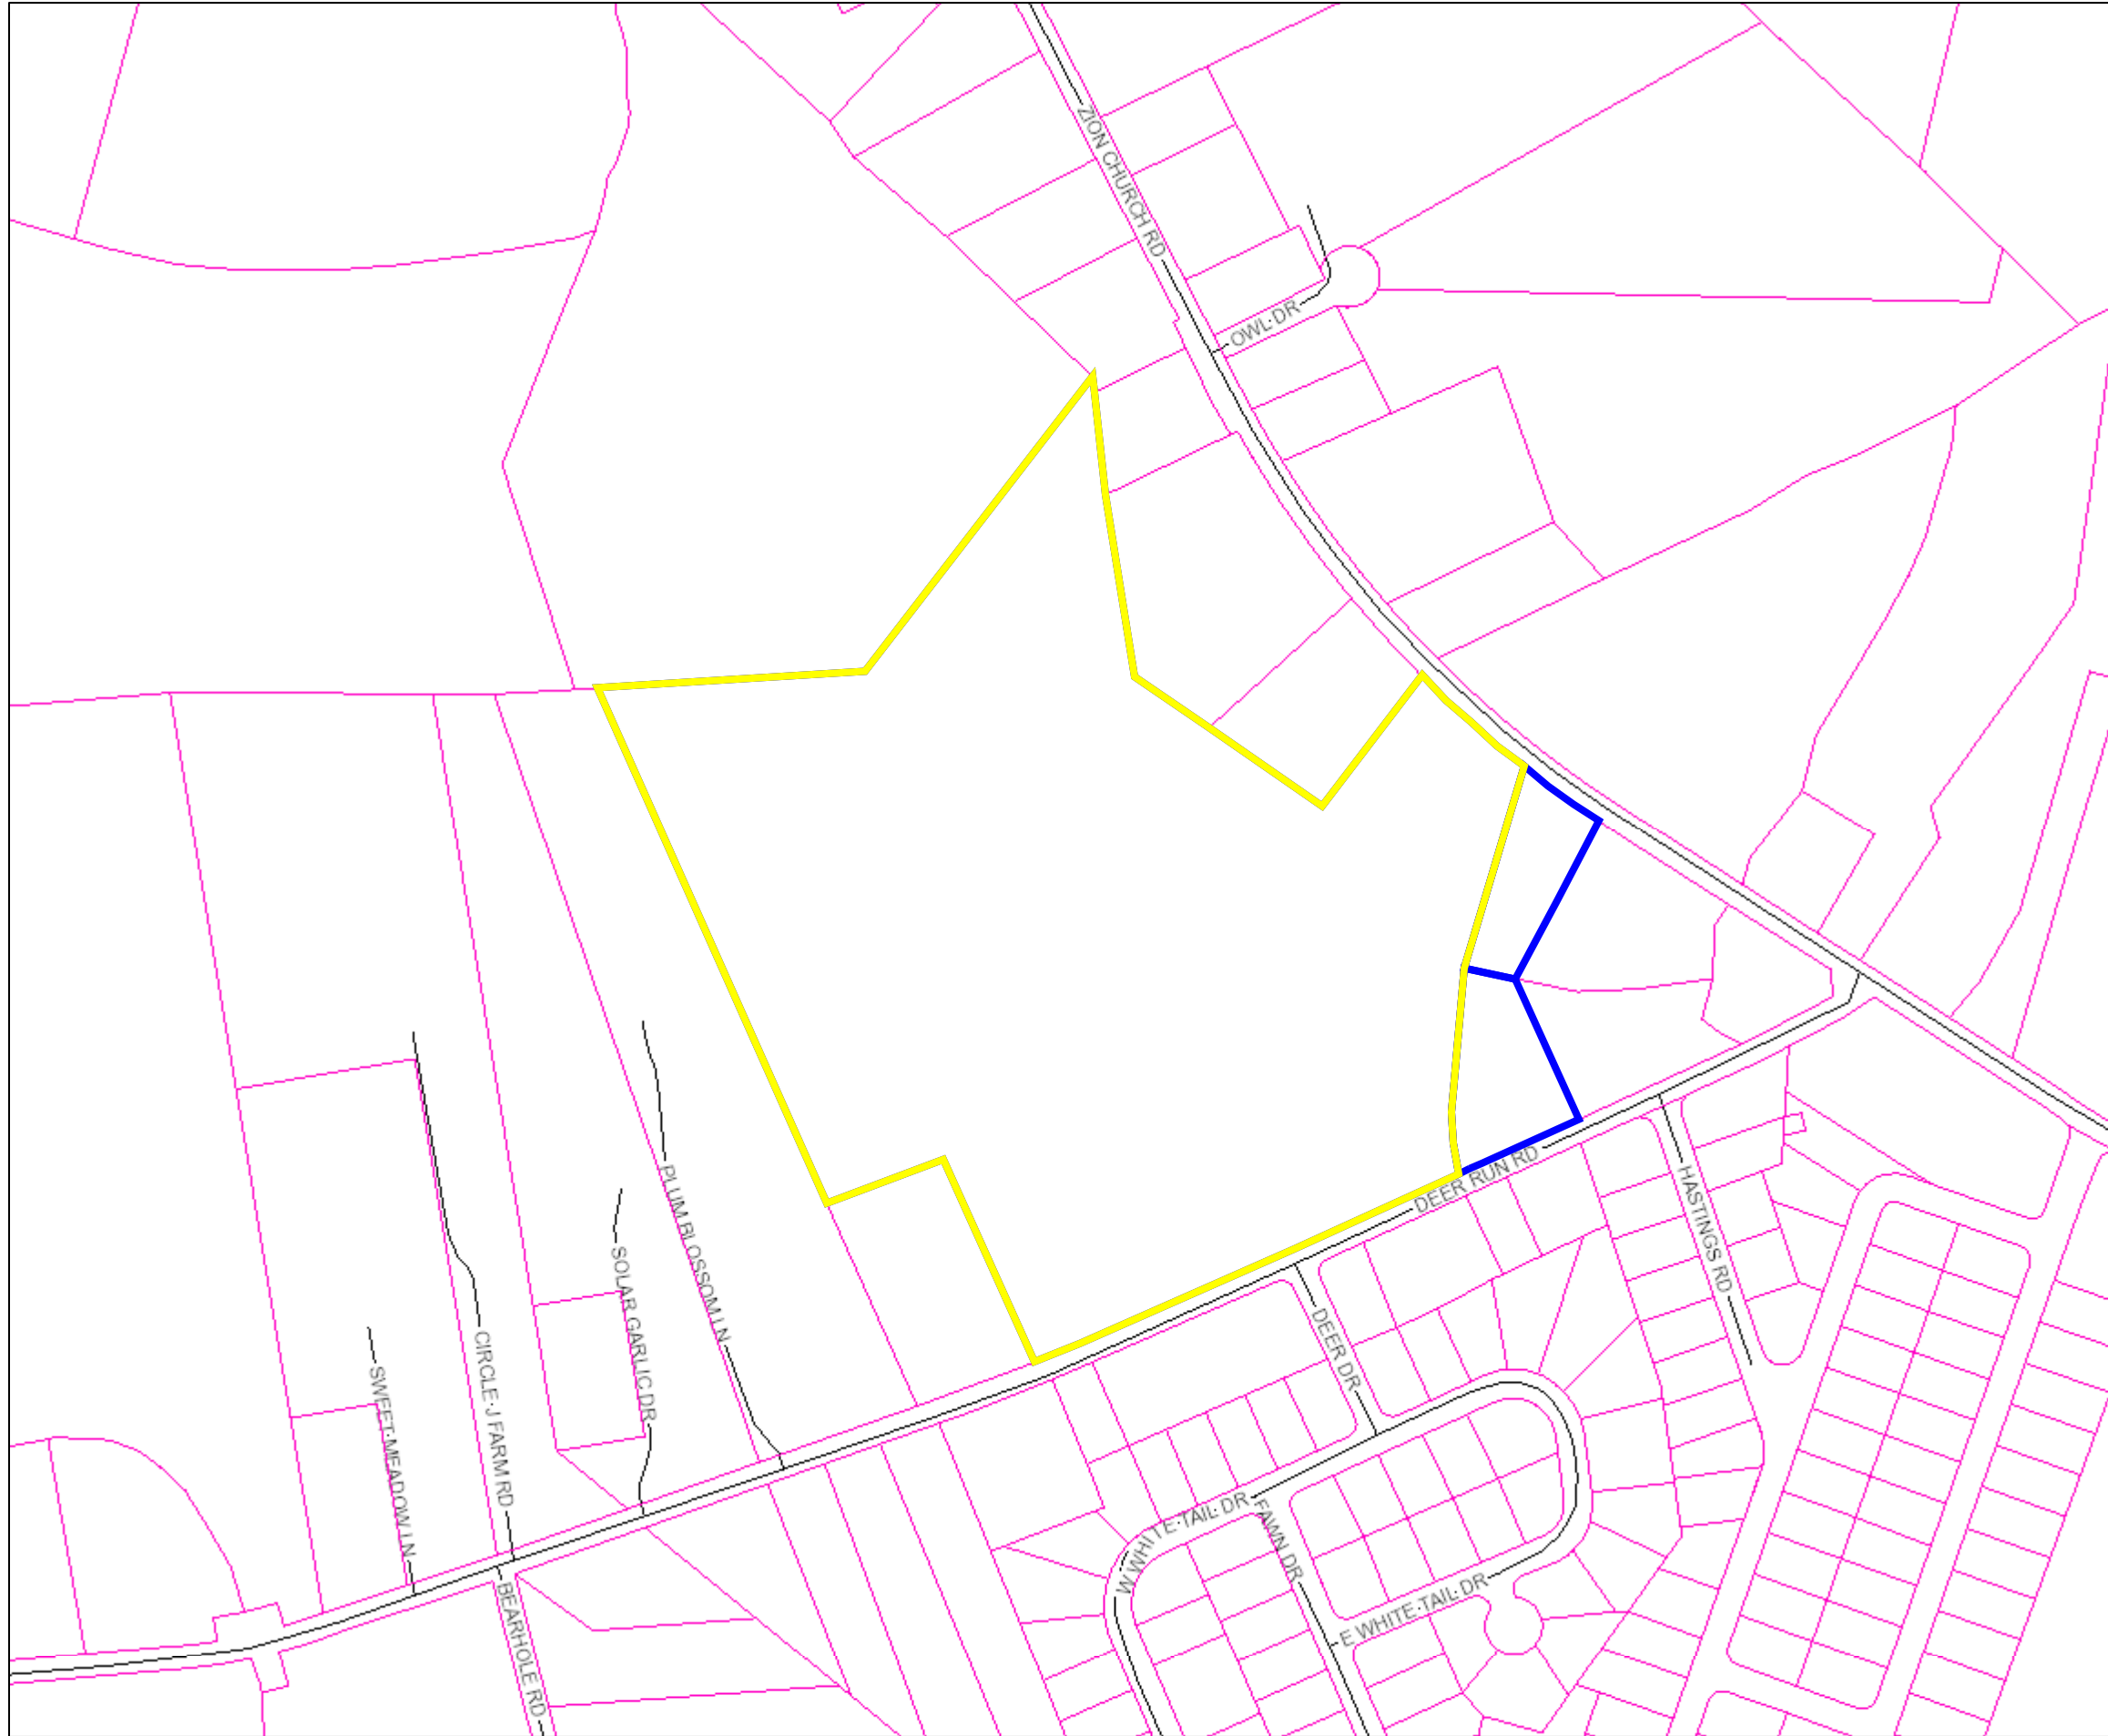 ZION CHURCH RD
OWL DR
PLUM BLOSSOM LN
DEER RUN RD
HASTINGS RD
SOLAR GARLIC DR
DEER DR
CIRCLE J FARM RD
SWEET MEADOW LN
W WHITE TAIL DR
FAWN DR
E WHITE TAIL DR
BEARHOLE RD